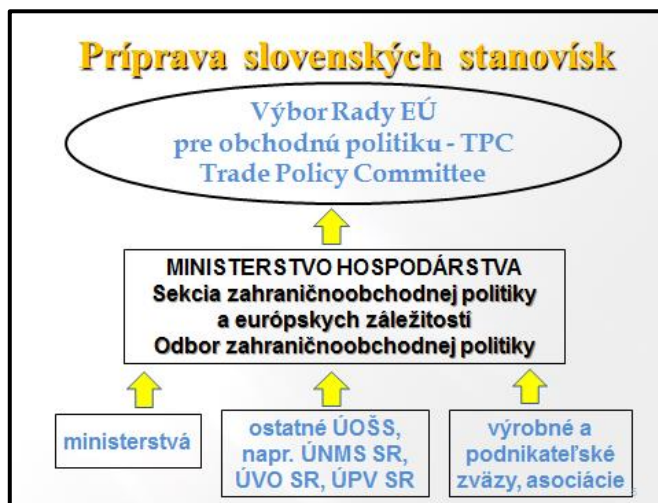 Príprava slovenských stanovísk
Výbor Rady EÚ
pre obchodnú politiku - TPC
Trade Policy Committee
MINISTERSTVO HOSPODÁRSTVA
Sekcia zahraničnoobchodnej politiky
a európskych záležitostí
Odbor zahraničnoobchodnej politiky
ministerstvá
ostatné ÚOŠS,
napr. ÚNMS SR,
ÚVO SR, ÚPV SR
výrobné a
podnikateľské
zväzy, asociácie